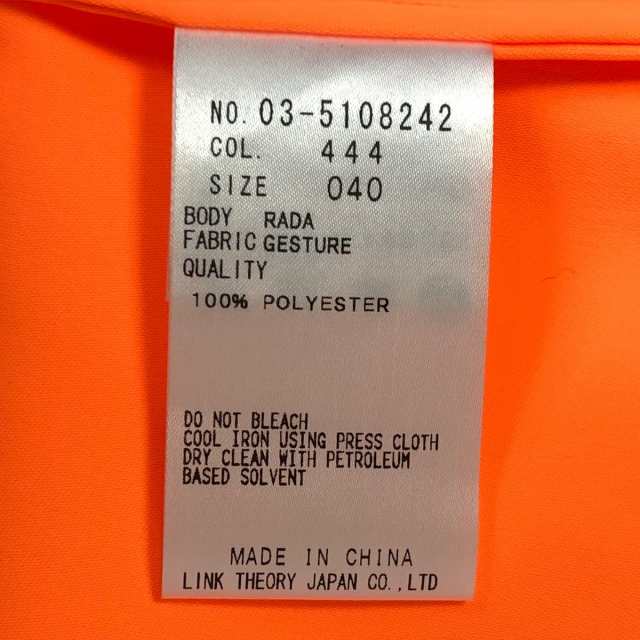 NO. 03-5108242
COL. 444
SIZE 040
BODY RADA
FABRIC GESTURE
QUALITY
100% POLYESTER
DO NOT BLEACH
COOL IRON USING PRESS CLOTH
DRY CLEAN WITH PETROLEUM
BASED SOLVENT
MADE IN CHINA
LINK THEORY JAPAN CO.,LTD